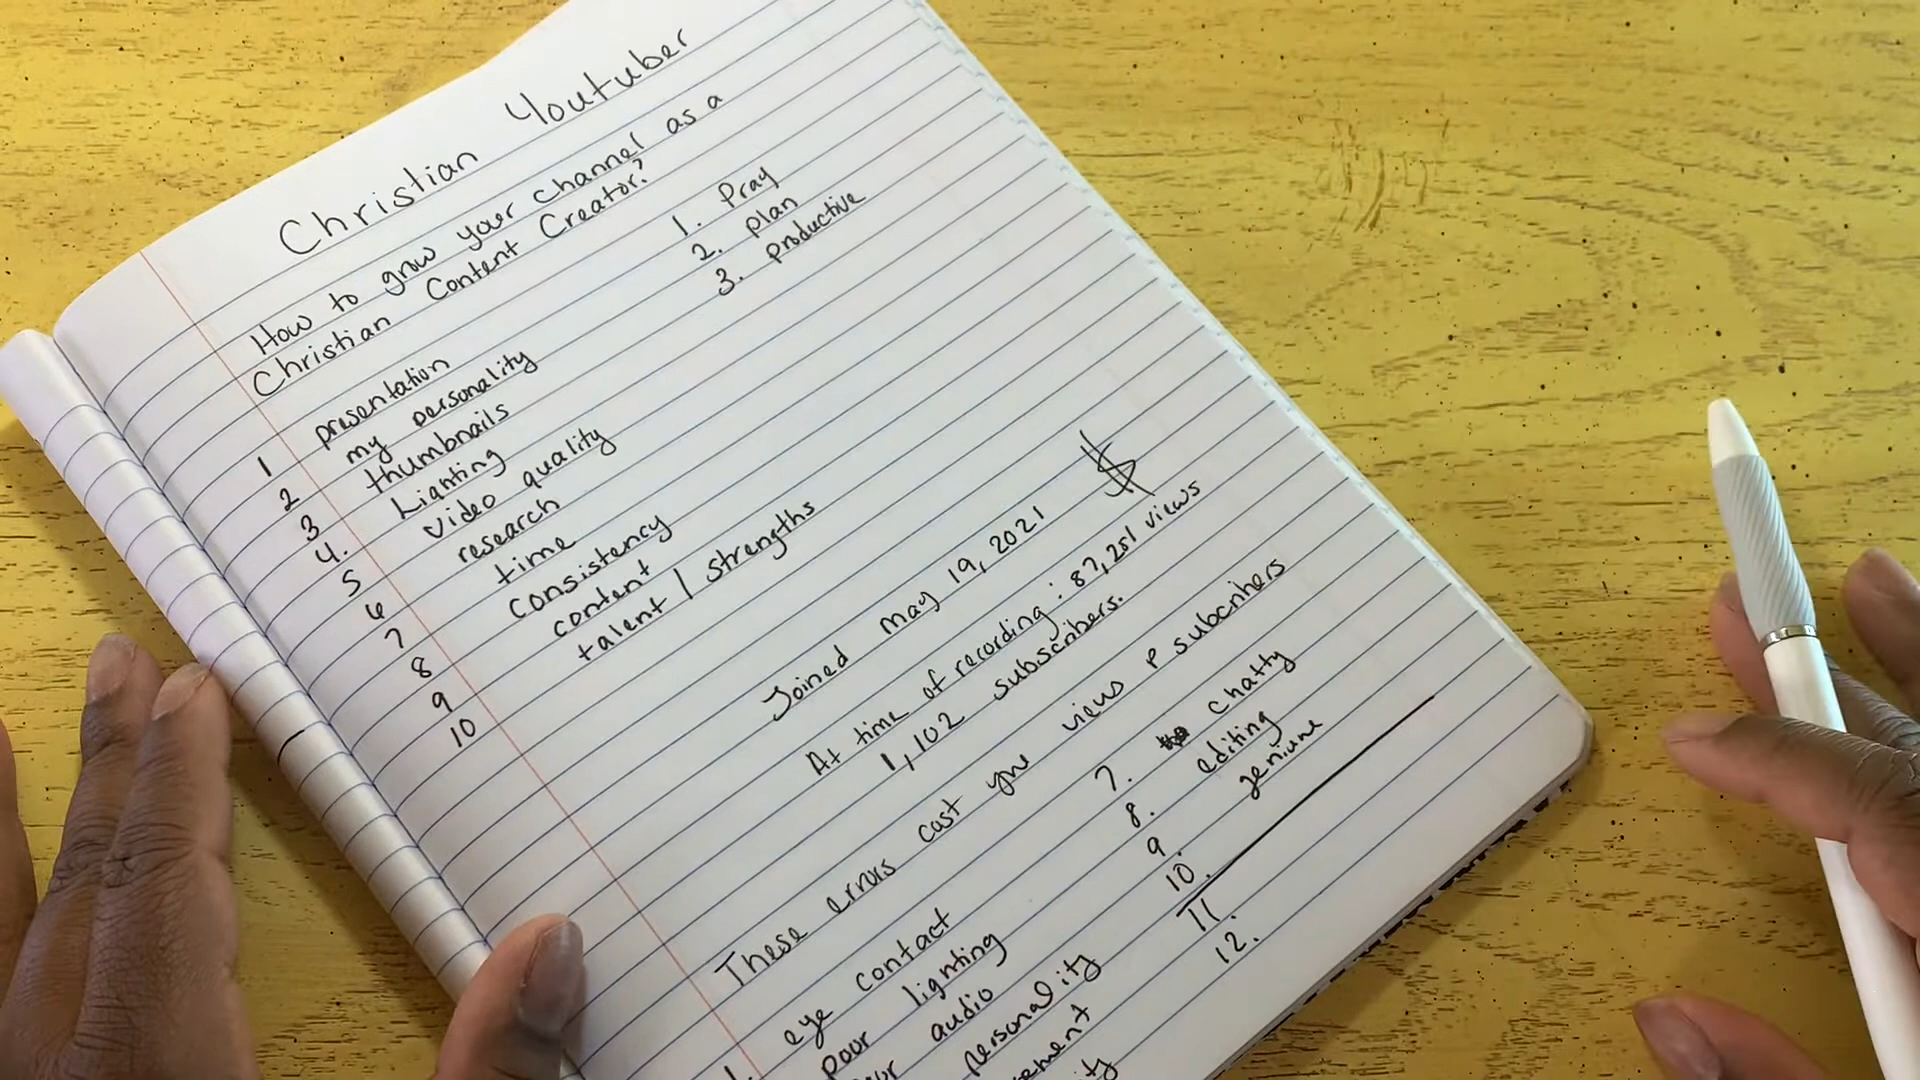 Christian Youtuber
How to grow your channel as a
Christian Content Creator?
1. Pray
2. plan
3. productive
1 presentation
2 my personality
3 thumbnails
4. Lighting
5 video quality
6 research
7 time
8 consistency
9 content
10 talent / strengths
$
Joined may 19, 2021
At time of recording: 87,251 views
1,102 subscribers.
These errors cost you views & subscribers
1. eye contact
poor lighting
audio
personality
7. chatty
8. editing
9. geniune
10.
11.
12.